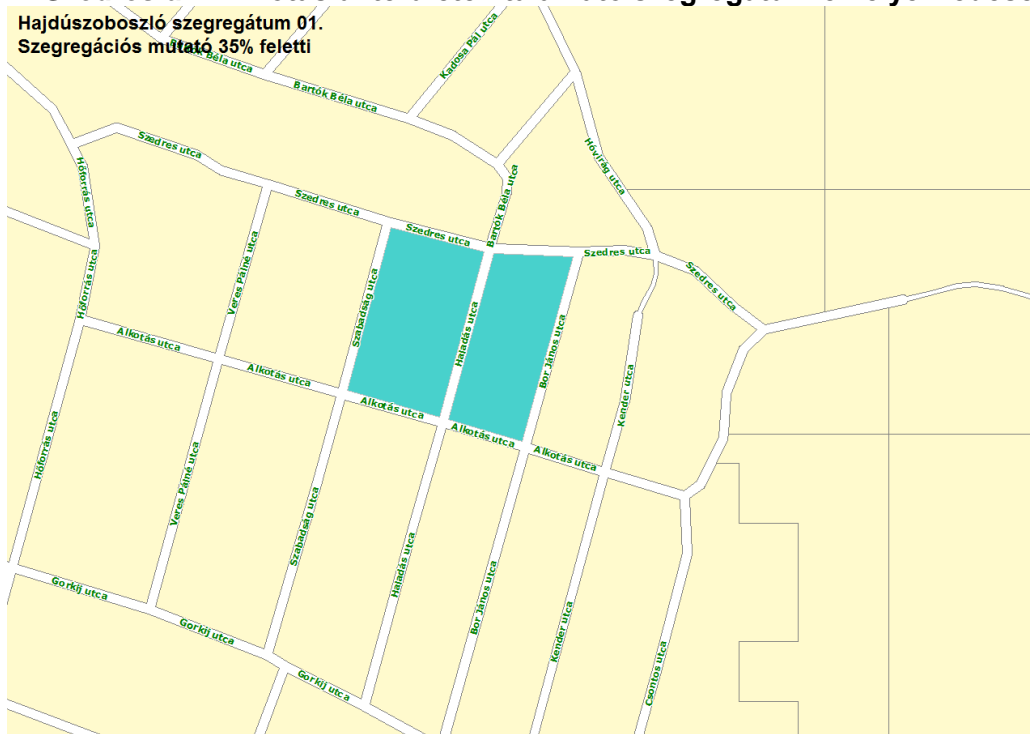 Hajdúszoboszló szegregátum 01.
Szegregációs mutató 35% feletti
Bartók Béla utca
Kadosa Pál utca
Bartók Béla utca
Szedres utca
Hóvirág utca
Hőforrás utca
Szedres utca
Bartók Béla utca
Szedres utca
Szedres utca
Szedres utca
Veres Pálné utca
Hőforrás utca
Szabadság utca
Haladás utca
Bor János utca
Alkotás utca
Alkotás utca
Kender utca
Alkotás utca
Alkotás utca
Alkotás utca
Hőforrás utca
Veres Pálné utca
Szabadság utca
Haladás utca
Bor János utca
Kender utca
Csontos utca
Gorkij utca
Gorkij utca
Gorkij utca